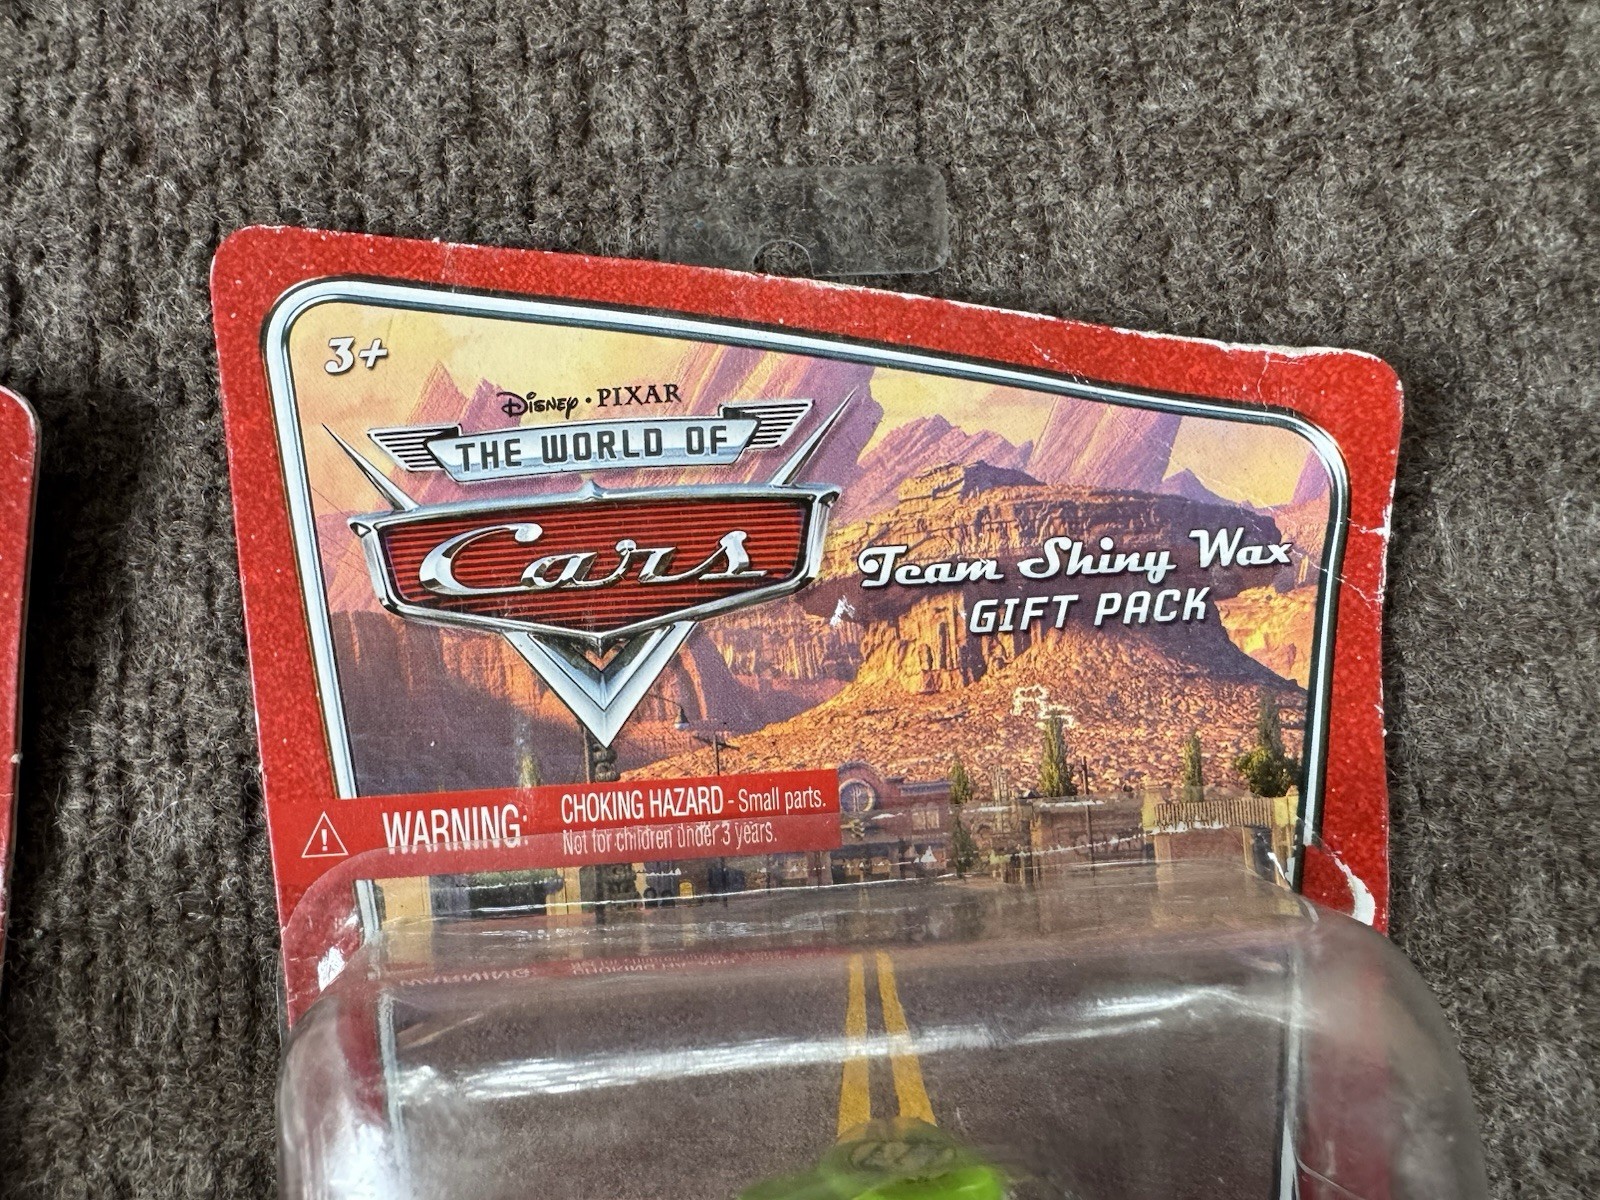 3+
DISNEY · PIXAR
THE WORLD OF
Cars
Team Shiny Wax
GIFT PACK
WARNING:
CHOKING HAZARD - Small parts.
Not for children under 3 years.